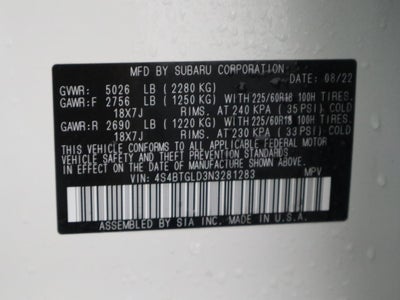 MFD BY SUBARU CORPORATION
DATE: 08/22
GVWR: 5026 LB (2280 KG)
GAWR:F 2756 LB (1250 KG) WITH 225/60R18 100H TIRES.
18X7J RIMS. AT 240 KPA ( 35 PSI) COLD
GAWR:R 2690 LB (1220 KG) WITH 225/60R18 100H TIRES.
18X7J RIMS. AT 230 KPA ( 33 PSI) COLD
THIS VEHICLE CONFORMS TO ALL APPLICABLE FEDERAL MOTOR
VEHICLE SAFETY STANDARDS IN EFFECT ON THE
DATE OF MANUFACTURE SHOWN ABOVE.
VIN: 4S4BTGLD3N3281283 MPV
ASSEMBLED BY SIA INC. MADE IN U.S.A.